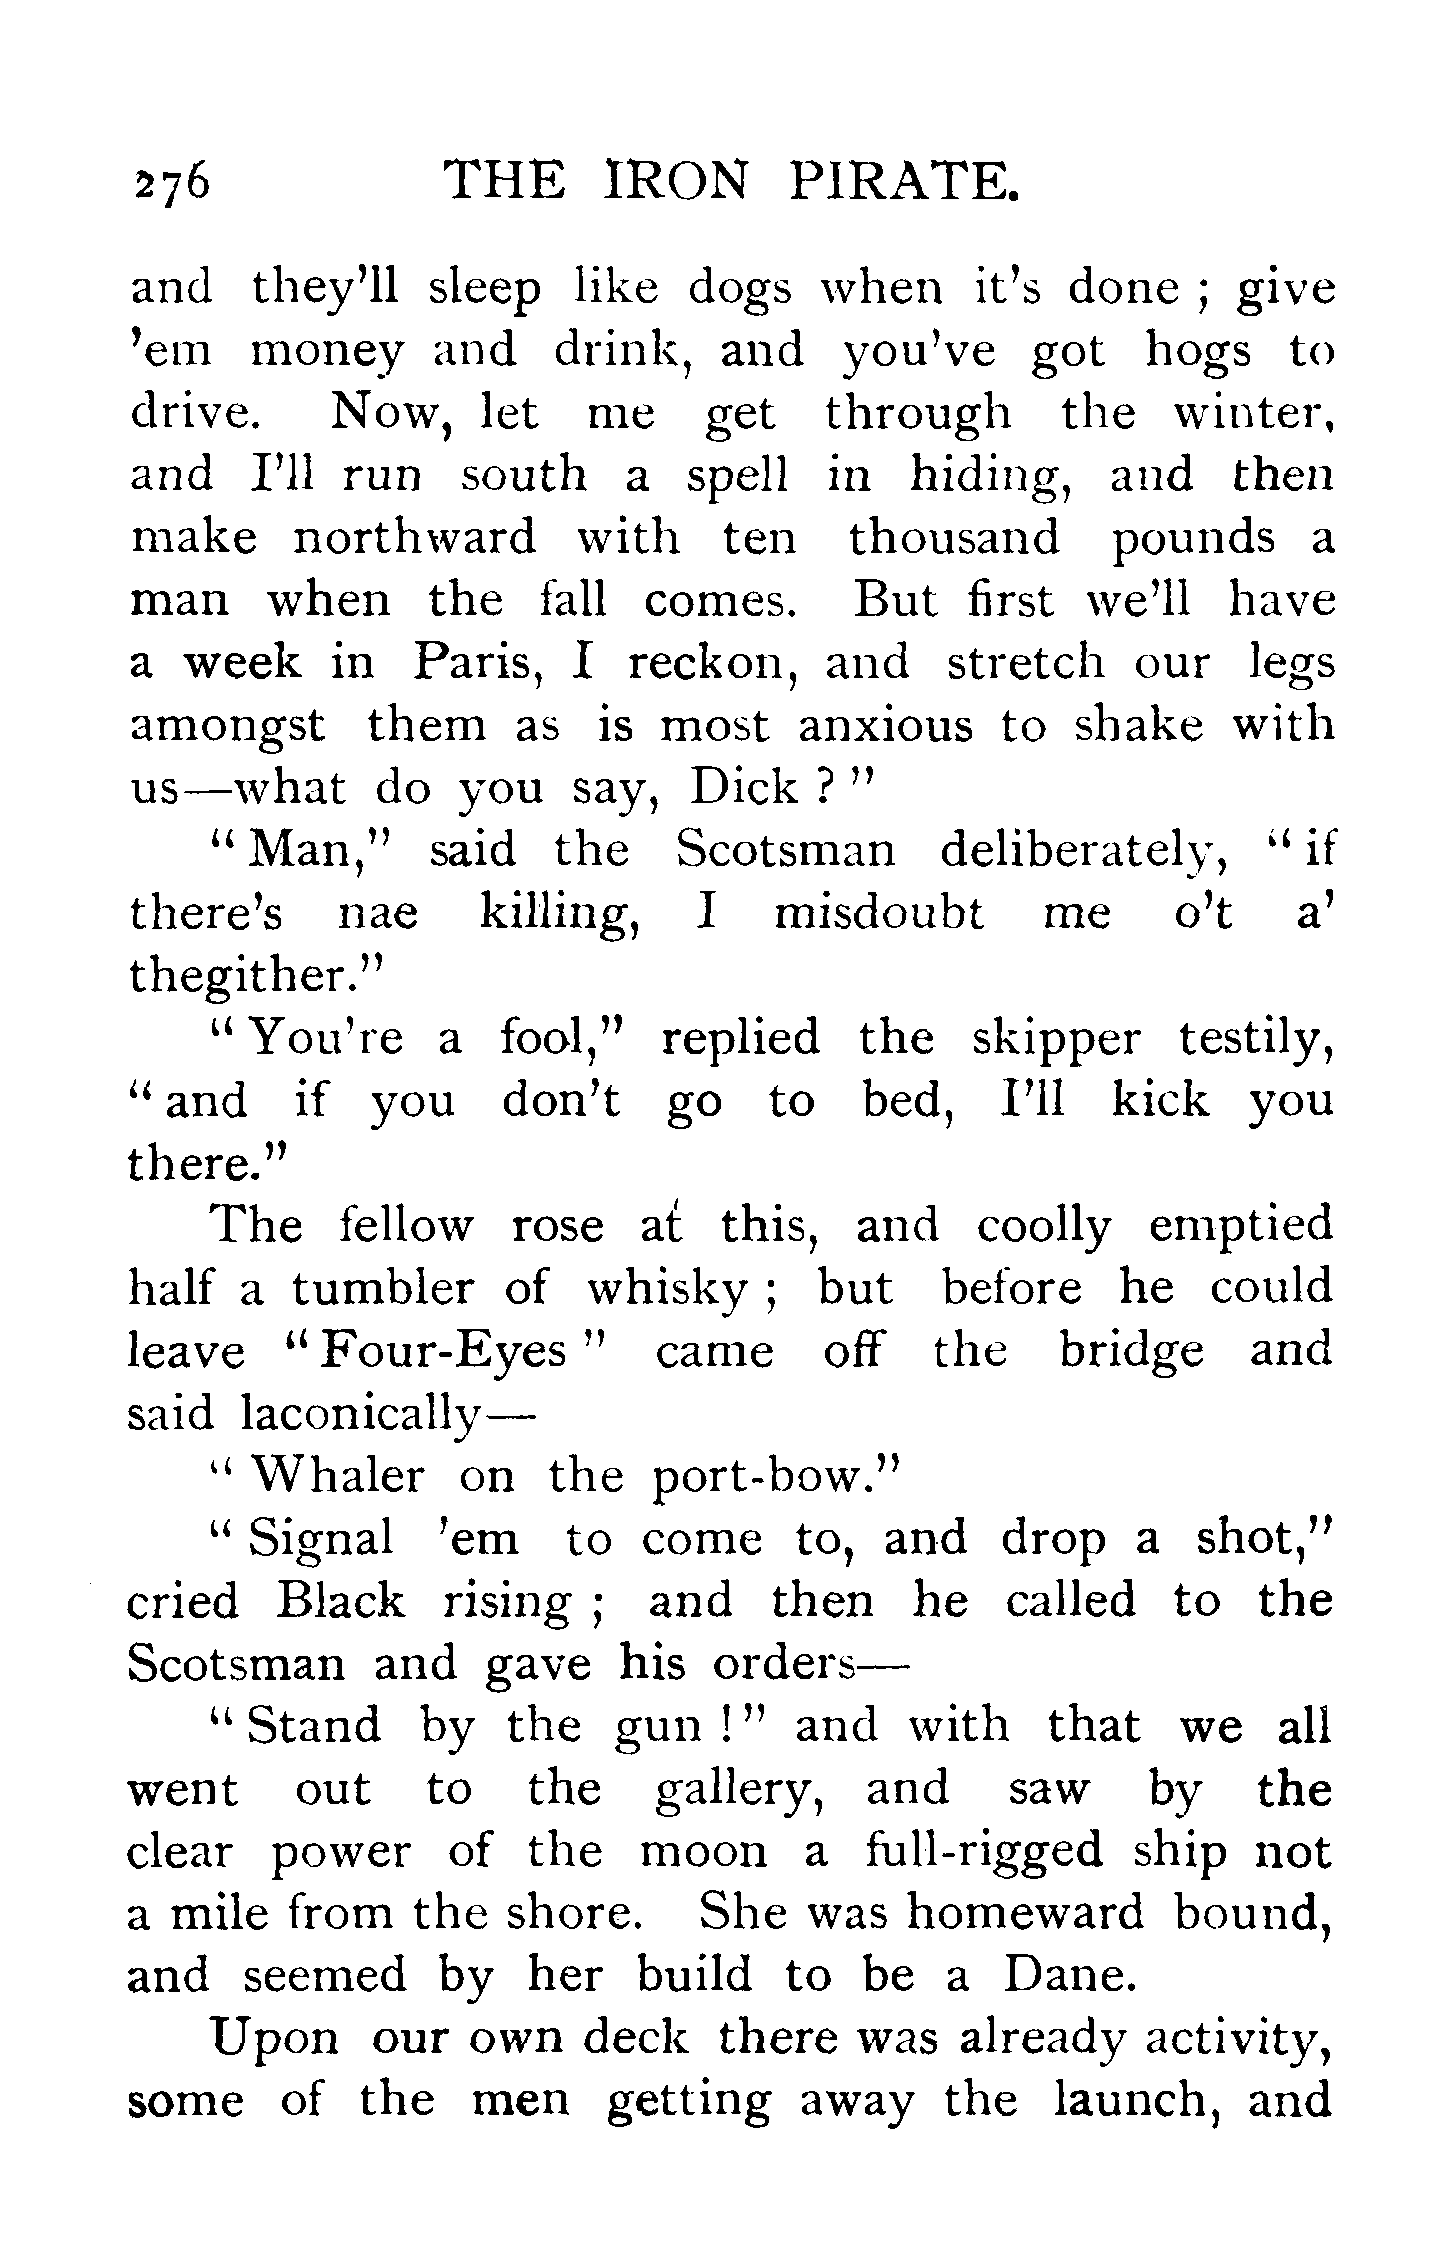 276 THE IRON PIRATE.
and they'll sleep like dogs when it's done ; give
'em money and drink, and you've got hogs to
drive. Now, let me get through the winter,
and I'll run south a spell in hiding, and then
make northward with ten thousand pounds a
man when the fall comes. But first we'll have
a week in Paris, I reckon, and stretch our legs
amongst them as is most anxious to shake with
us—what do you say, Dick ? ”
“ Man,” said the Scotsman deliberately, “ if
there's nae killing, I misdoubt me o't a'
thegither.”
“ You're a fool,” replied the skipper testily,
“ and if you don't go to bed, I'll kick you
there.”
The fellow rose at this, and coolly emptied
half a tumbler of whisky ; but before he could
leave “ Four-Eyes ” came off the bridge and
said laconically—
“ Whaler on the port-bow.”
“ Signal 'em to come to, and drop a shot,”
cried Black rising ; and then he called to the
Scotsman and gave his orders—
“ Stand by the gun ! ” and with that we all
went out to the gallery, and saw by the
clear power of the moon a full-rigged ship not
a mile from the shore. She was homeward bound,
and seemed by her build to be a Dane.
Upon our own deck there was already activity,
some of the men getting away the launch, and